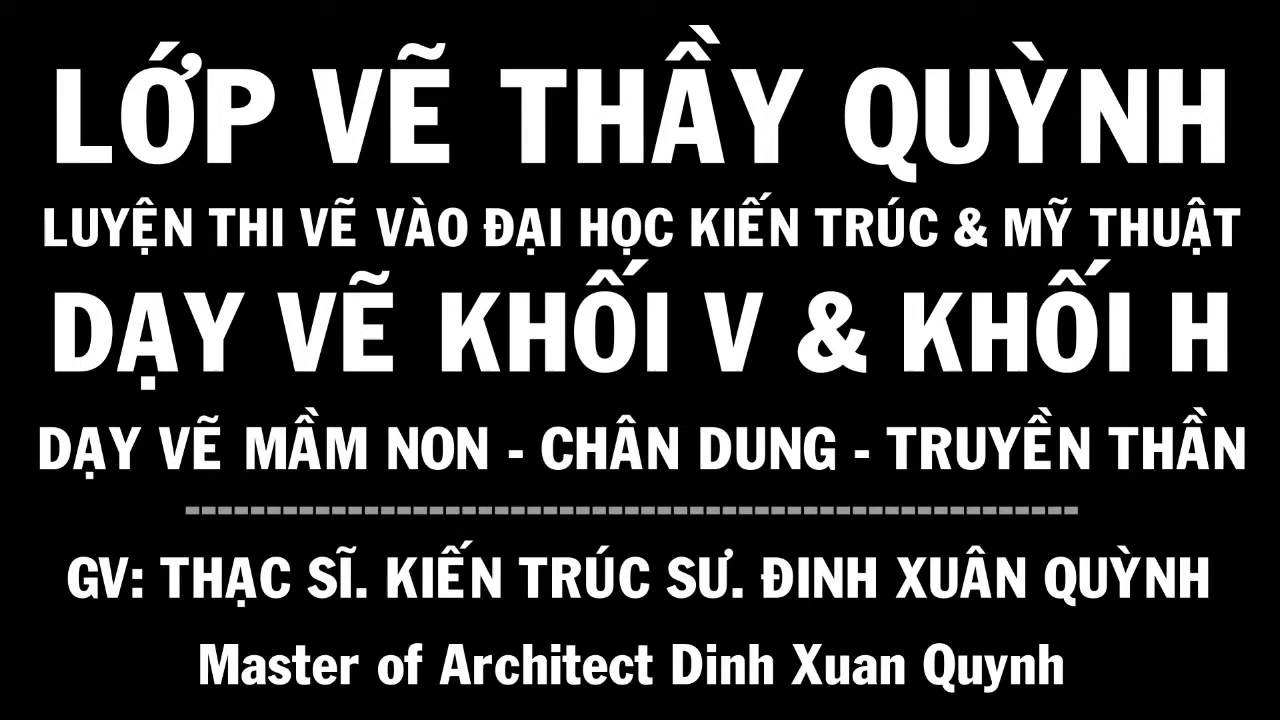 LỚP VẼ THẦY QUỲNH
LUYỆN THI VẼ VÀO ĐẠI HỌC KIẾN TRÚC & MỸ THUẬT
DẠY VẼ KHỐI V & KHỐI H
DẠY VẼ MẦM NON - CHÂN DUNG - TRUYỀN THẦN
-------------------------------------------------------
GV: THẠC SĨ. KIẾN TRÚC SƯ. ĐINH XUÂN QUỲNH
Master of Architect Dinh Xuan Quynh